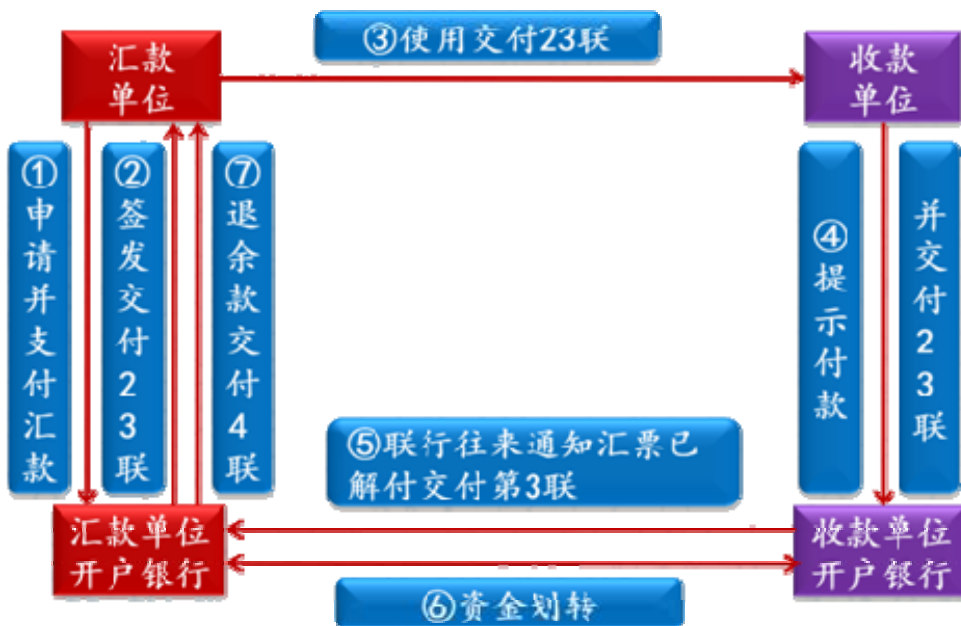 ③使用交付23联
汇款
单位
收款
单位
①申请并支付汇款
②签发交付23联
⑦退余款交付4联
④提示付款
并交付23联
⑤联行往来通知汇票已
解付交付第3联
汇款单位
开户银行
收款单位
开户银行
⑥资金划转